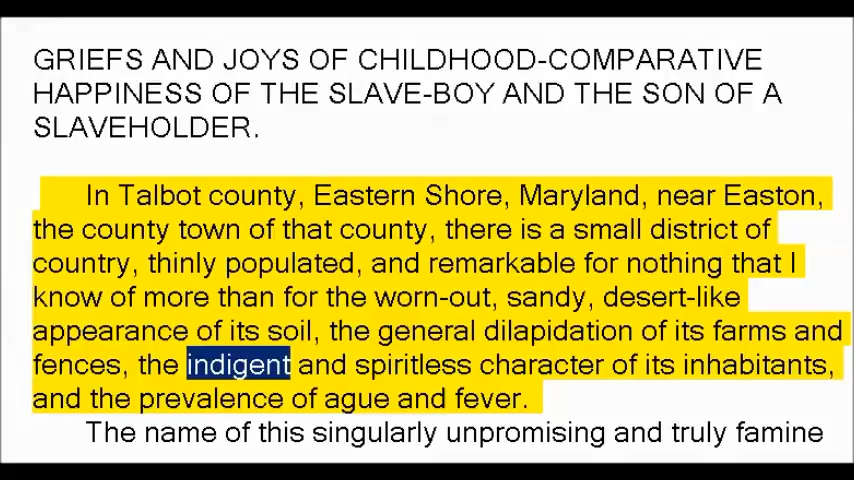 GRIEFS AND JOYS OF CHILDHOOD-COMPARATIVE
HAPPINESS OF THE SLAVE-BOY AND THE SON OF A
SLAVEHOLDER.
In Talbot county, Eastern Shore, Maryland, near Easton,
the county town of that county, there is a small district of
country, thinly populated, and remarkable for nothing that I
know of more than for the worn-out, sandy, desert-like
appearance of its soil, the general dilapidation of its farms and
fences, the indigent and spiritless character of its inhabitants,
and the prevalence of ague and fever.
The name of this singularly unpromising and truly famine